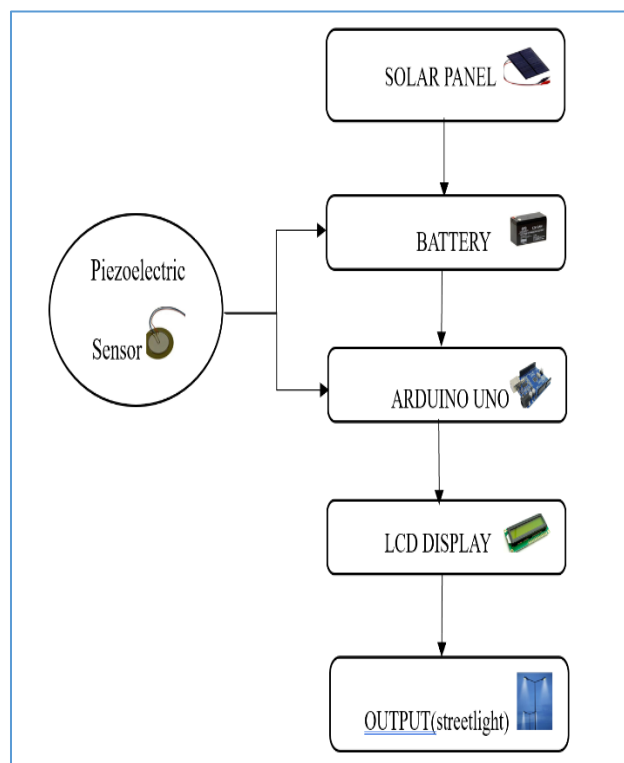 SOLAR PANEL
BATTERY
Piezoelectric
Sensor
ARDUINO UNO
LCD DISPLAY
OUTPUT(streetlight)